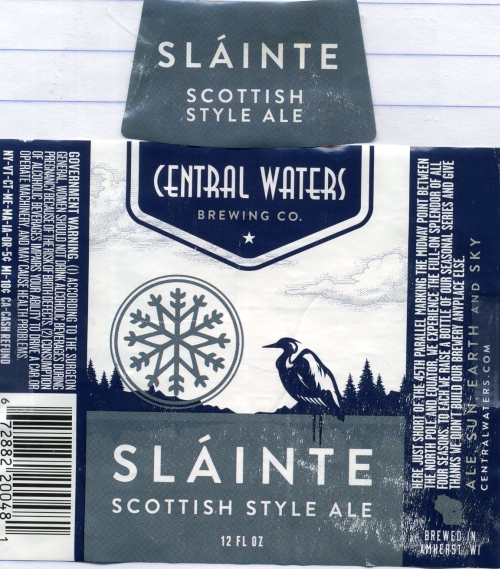 SLÁINTE
SCOTTISH
STYLE ALE
CENTRAL WATERS
BREWING CO.
SLÁINTE
SCOTTISH STYLE ALE
12 FL OZ
GOVERNMENT WARNING: (1) ACCORDING TO THE SURGEON
GENERAL, WOMEN SHOULD NOT DRINK ALCOHOLIC BEVERAGES DURING
PREGNANCY BECAUSE OF THE RISK OF BIRTH DEFECTS. (2) CONSUMPTION
OF ALCOHOLIC BEVERAGES IMPAIRS YOUR ABILITY TO DRIVE A CAR OR
OPERATE MACHINERY, AND MAY CAUSE HEALTH PROBLEMS.
NY-VT-CT-ME-MA-IA-OR-5¢ MI 10¢ CA-CASH REFUND
6 72882 20048 1
HERE, JUST SHORT OF THE 45TH PARALLEL MARKING THE MIDWAY POINT BETWEEN
THE NORTH POLE AND EQUATOR, WE EXPERIENCE THE FULL-ON SPLENDOR OF ALL
FOUR SEASONS. TO EACH WE RAISE A BOTTLE OF OUR SEASONAL SERIES AND GIVE
THANKS WE DIDN'T BUILD OUR BREWERY ANYPLACE ELSE.
ALE, SUN, EARTH AND SKY
CENTRALWATERS.COM
BREWED IN
AMHERST, WI